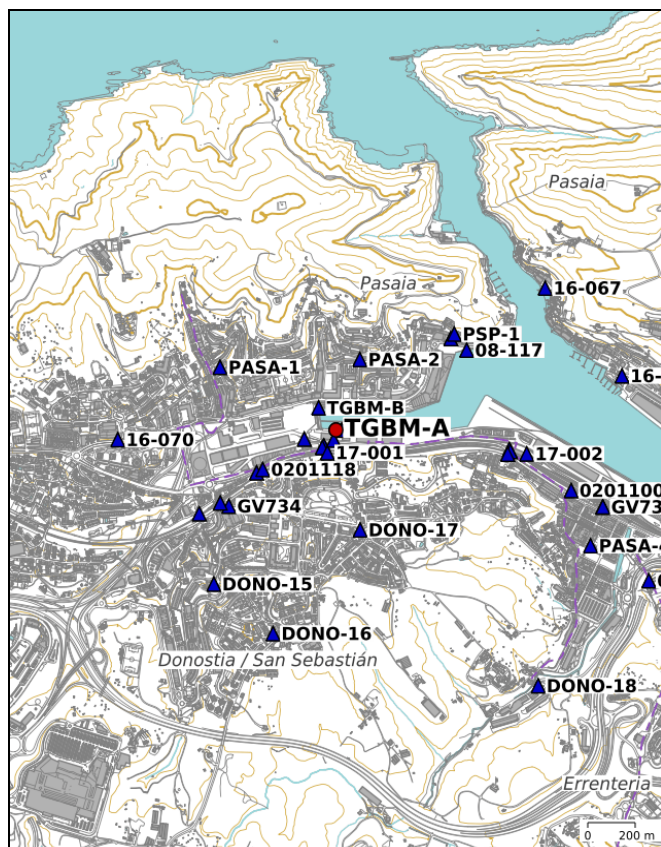 Pasaia
Pasaia
16-067
PSP-1
08-117
PASA-2
PASA-1
16-
TGBM-B
TGBM-A
16-070
17-001
17-002
0201118
0201100
GV734
GV73
DONO-17
PASA-4
DONO-15
DONO-16
Donostia / San Sebastián
DONO-18
Errenteria
0 200 m